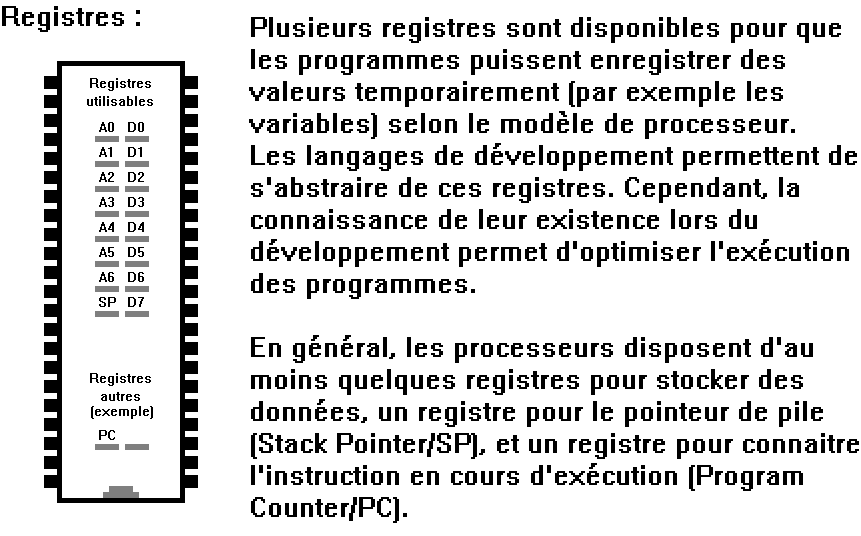 Registres :
Registres
utilisables
A0 D0
A1 D1
A2 D2
A3 D3
A4 D4
A5 D5
A6 D6
SP D7
Registres
autres
(exemple)
PC
Plusieurs registres sont disponibles pour que
les programmes puissent enregistrer des
valeurs temporairement (par exemple les
variables) selon le modèle de processeur.
Les langages de développement permettent de
s'abstraire de ces registres. Cependant, la
connaissance de leur existence lors du
développement permet d'optimiser l'exécution
des programmes.
En général, les processeurs disposent d'au
moins quelques registres pour stocker des
données, un registre pour le pointeur de pile
(Stack Pointer/SP), et un registre pour connaitre
l'instruction en cours d'exécution (Program
Counter/PC).